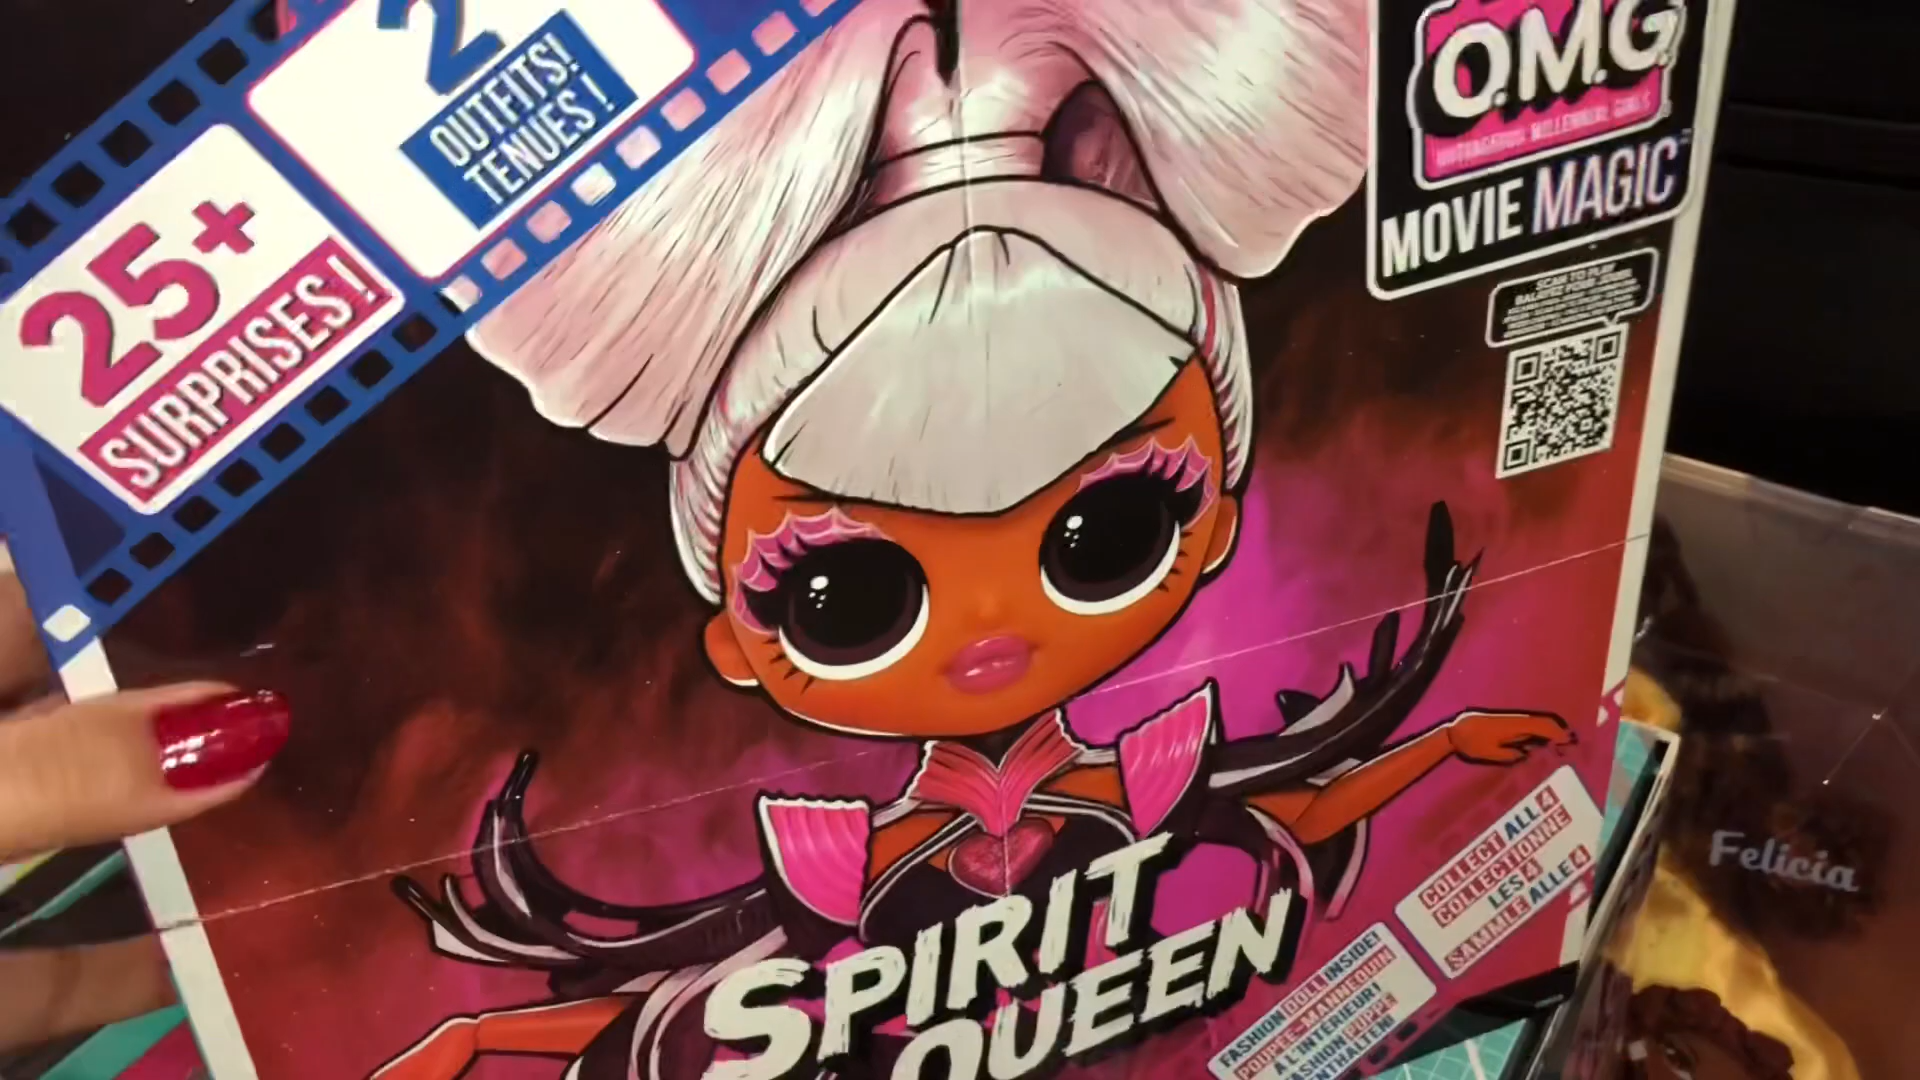 2
OUTFITS!
TENUES !
25+
SURPRISES !
O.M.G.
OUTRAGEOUS MILLENNIAL GIRLS
MOVIE MAGIC™
SCAN TO PLAY
BALAYEZ POUR JOUER
SPIRIT
QUEEN
COLLECT ALL 4
COLLECTIONNE
LES 4
SAMMLE ALLE 4
FASHION DOLL INSIDE!
POUPÉE-MANNEQUIN
À L'INTÉRIEUR!
FASHION PUPPE
ENTHALTEN!
Felicia